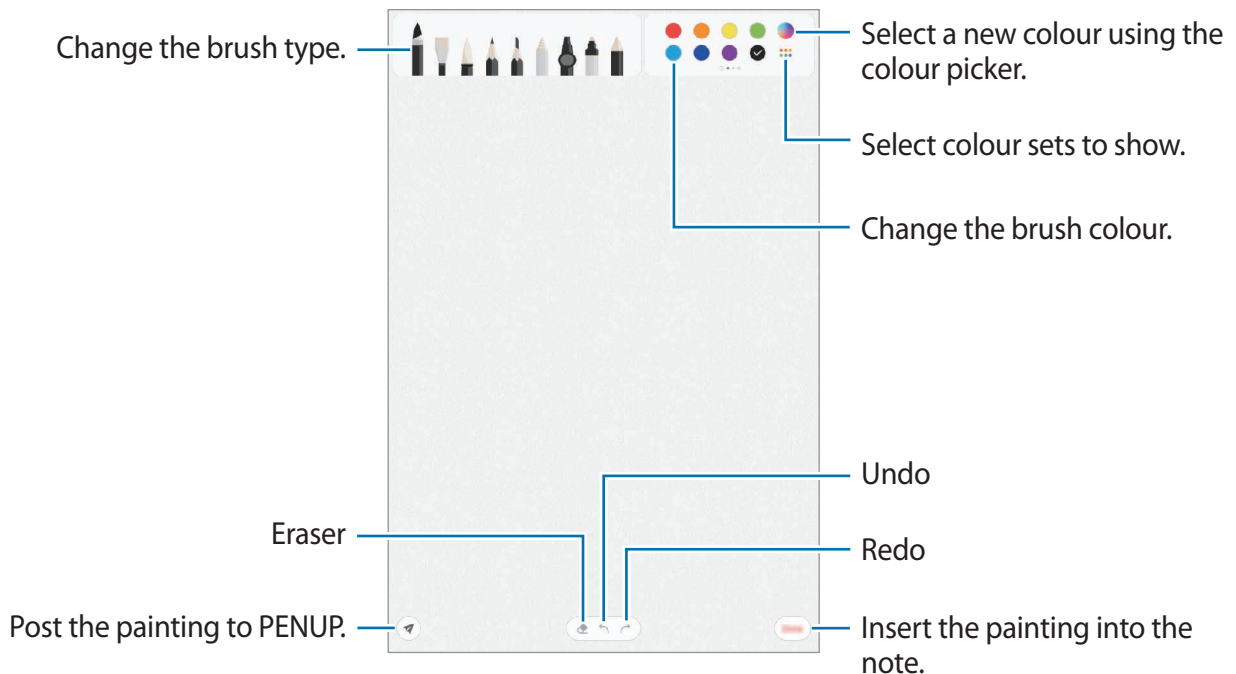 Change the brush type.
Select a new colour using the
colour picker.
Select colour sets to show.
Change the brush colour.
Undo
Eraser
Redo
Post the painting to PENUP.
Insert the painting into the
note.